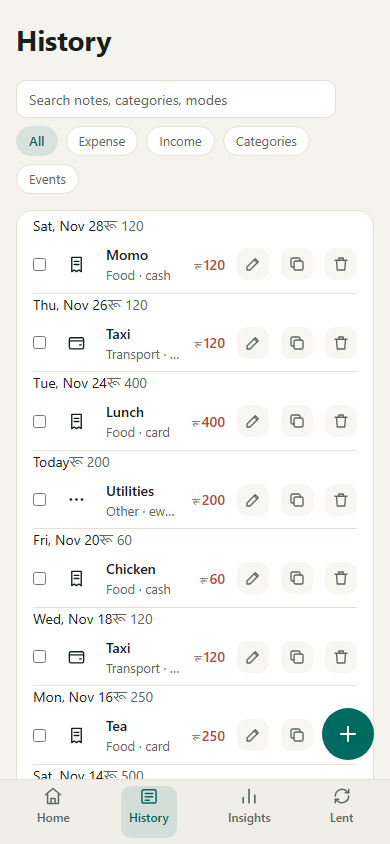 History
Search notes, categories, modes
All
Expense
Income
Categories
Events
Sat, Nov 28रू 120
Momo
Food · cash
रू120
Thu, Nov 26रू 120
Taxi
Transport · ...
रू120
Tue, Nov 24रू 400
Lunch
Food · card
रू400
Todayरू 200
Utilities
Other · ew...
रू200
Fri, Nov 20रू 60
Chicken
Food · cash
रू60
Wed, Nov 18रू 120
Taxi
Transport · ...
रू120
Mon, Nov 16रू 250
Tea
Food · card
रू250
Sat, Nov 14रू 500
Home
History
Insights
Lent